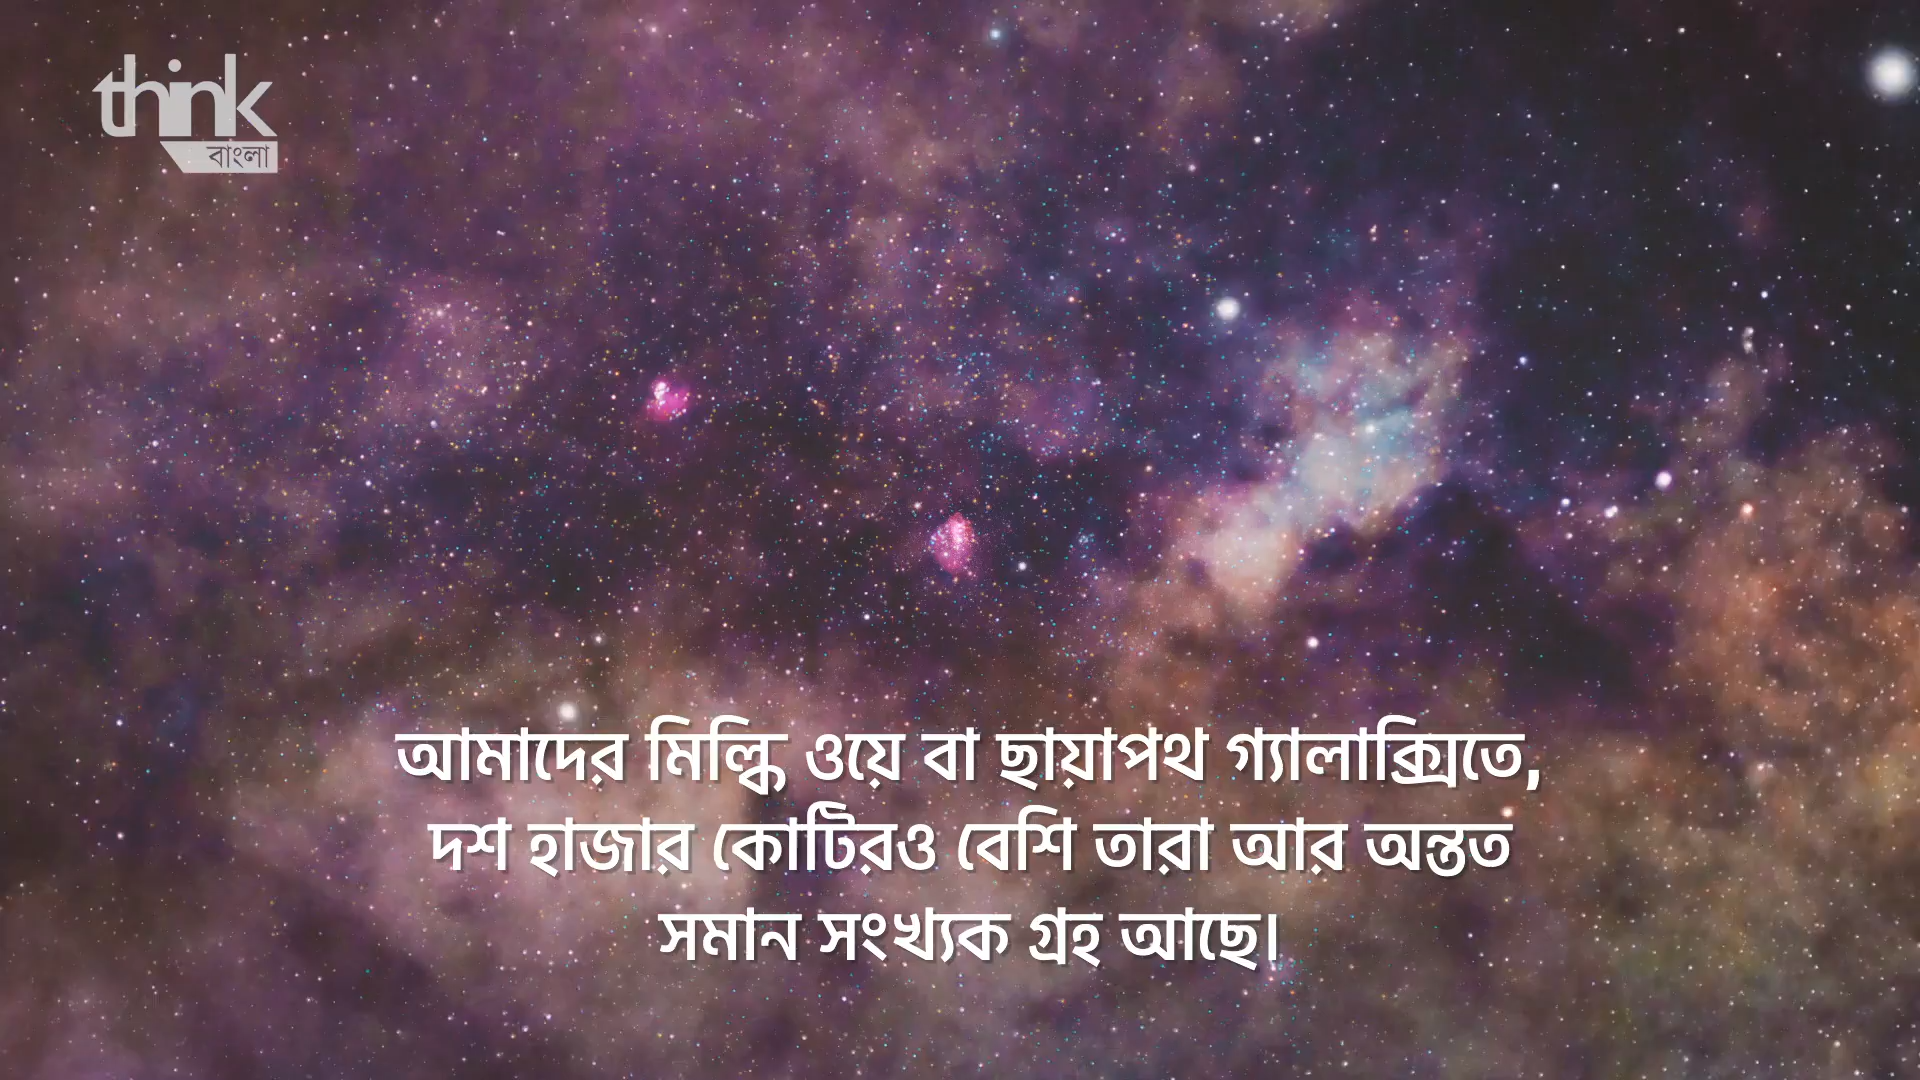 think
বাংলা
আমাদের মিল্কি ওয়ে বা ছায়াপথ গ্যালাক্সিতে,
দশ হাজার কোটিরও বেশি তারা আর অন্তত
সমান সংখ্যক গ্রহ আছে।